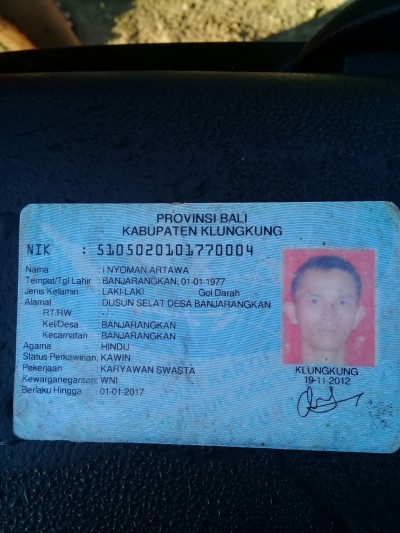 PROVINSI BALI
KABUPATEN KLUNGKUNG
NIK : 5105020101770004
Nama : I NYOMAN ARTAWA
Tempat/Tgl Lahir : BANJARANGKAN, 01-01-1977
Jenis Kelamin : LAKI-LAKI Gol Darah
Alamat : DUSUN SELAT DESA BANJARANGKAN
RT/RW : -/
Kel/Desa : BANJARANGKAN
Kecamatan : BANJARANGKAN
Agama : HINDU
Status Perkawinan : KAWIN
Pekerjaan : KARYAWAN SWASTA
Kewarganegaraan : WNI
Berlaku Hingga : 01-01-2017
KLUNGKUNG
19-11-2012